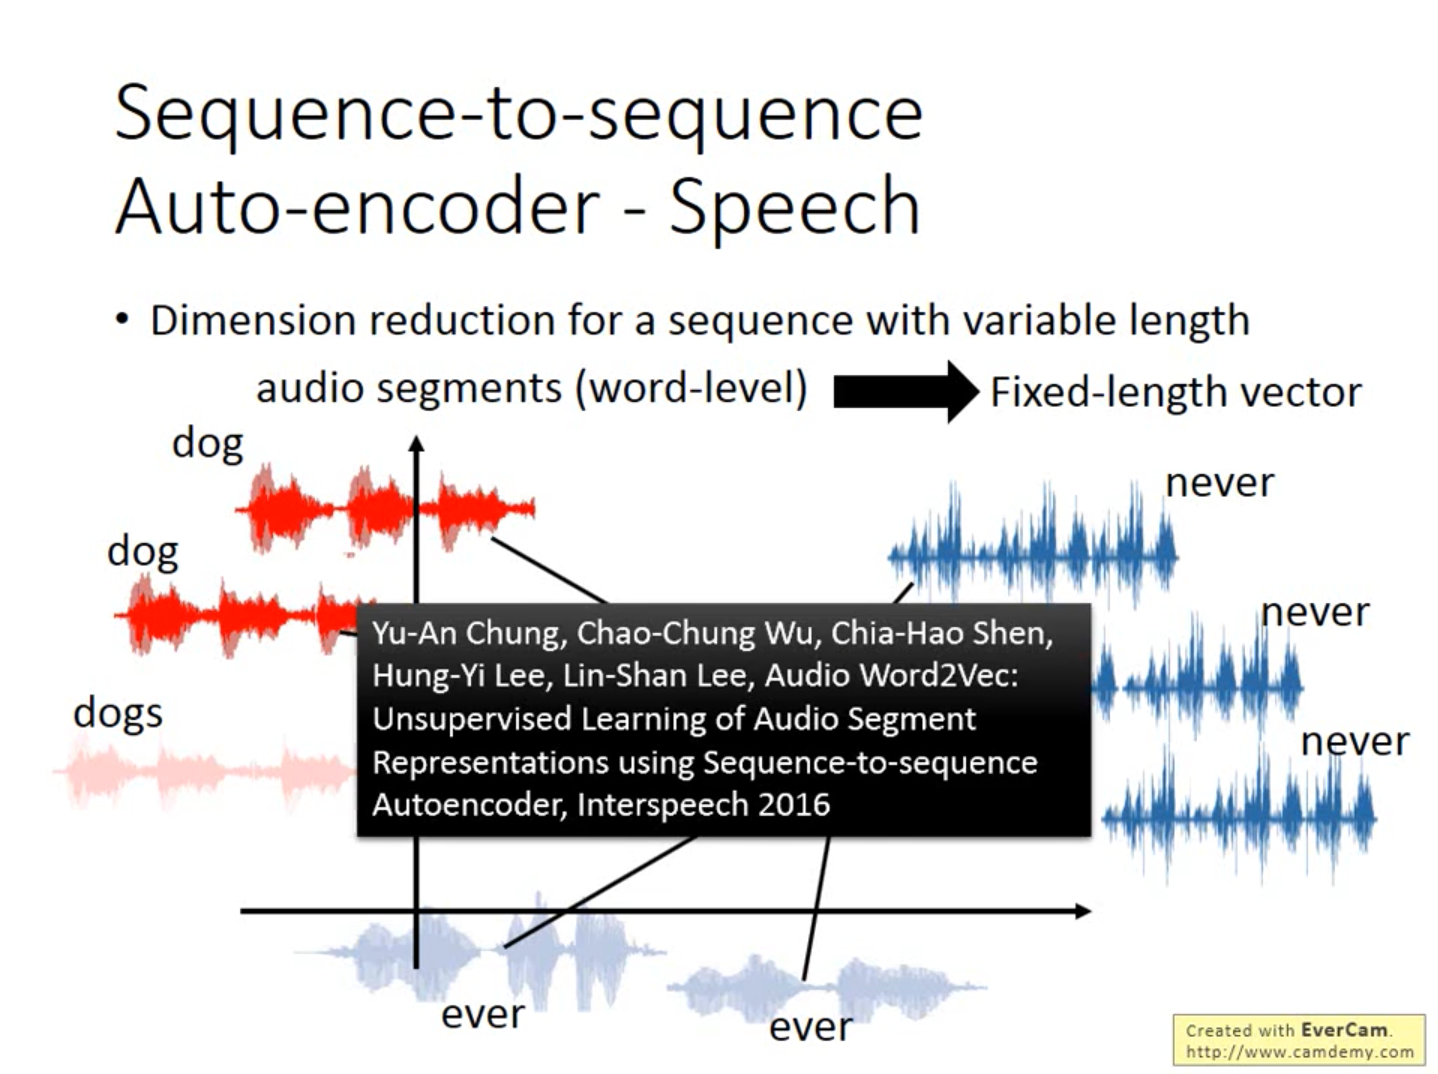 Sequence-to-sequence
Auto-encoder - Speech
• Dimension reduction for a sequence with variable length
audio segments (word-level)
Fixed-length vector
dog
never
dog
never
Yu-An Chung, Chao-Chung Wu, Chia-Hao Shen,
Hung-Yi Lee, Lin-Shan Lee, Audio Word2Vec:
Unsupervised Learning of Audio Segment
Representations using Sequence-to-sequence
Autoencoder, Interspeech 2016
dogs
never
ever
ever
Created with EverCam.
http://www.camdemy.com